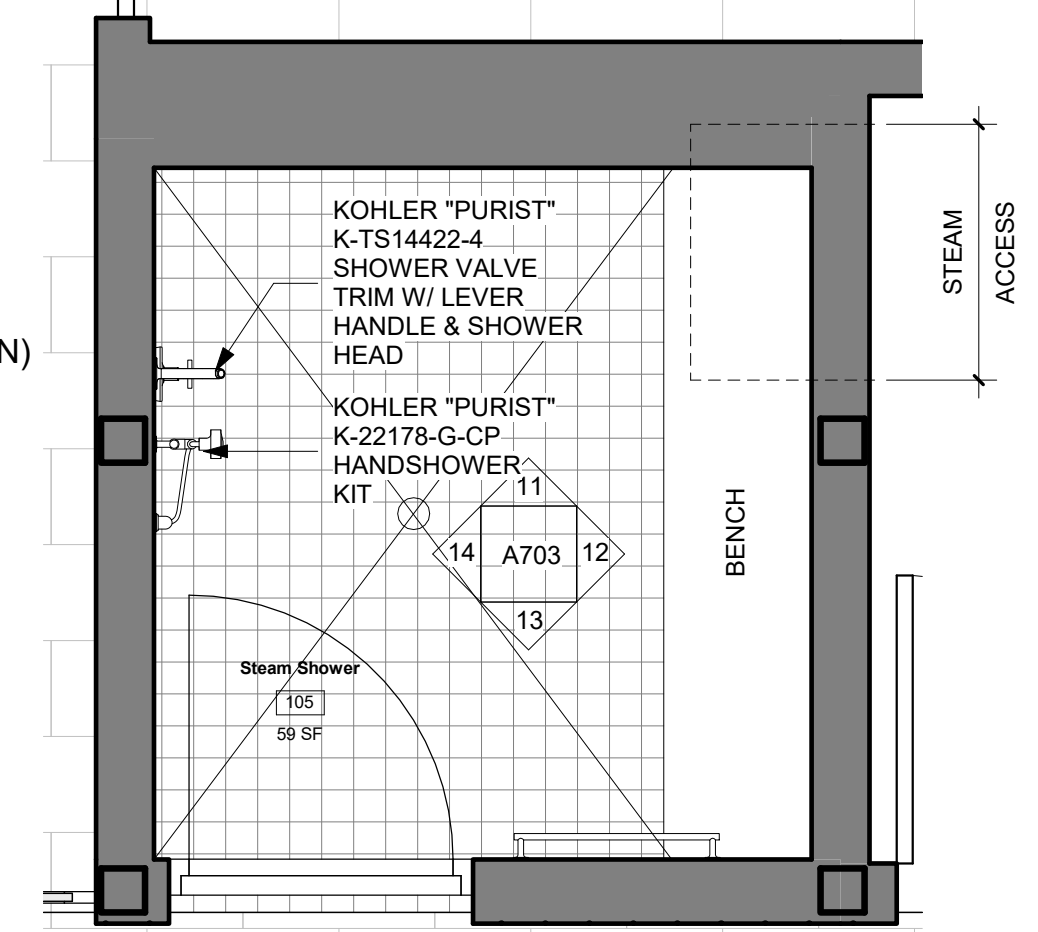 KOHLER "PURIST"
K-TS14422-4
SHOWER VALVE
TRIM W/ LEVER
HANDLE & SHOWER
HEAD
STEAM
ACCESS
N)
KOHLER "PURIST"
K-22178-G-CP
HANDSHOWER
KIT
11
14
A703
12
13
BENCH
Steam Shower
105
59 SF